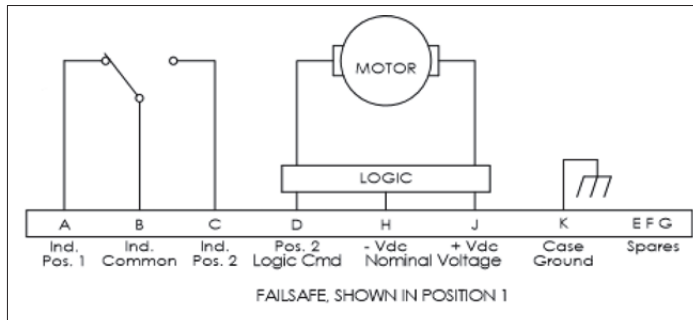 MOTOR
LOGIC
A B C D H J K E F G
Ind. Ind. Ind. Pos. 2 - Vdc + Vdc Case Spares
Pos. 1 Common Pos. 2 Logic Cmd Nominal Voltage Ground
FAILSAFE, SHOWN IN POSITION 1